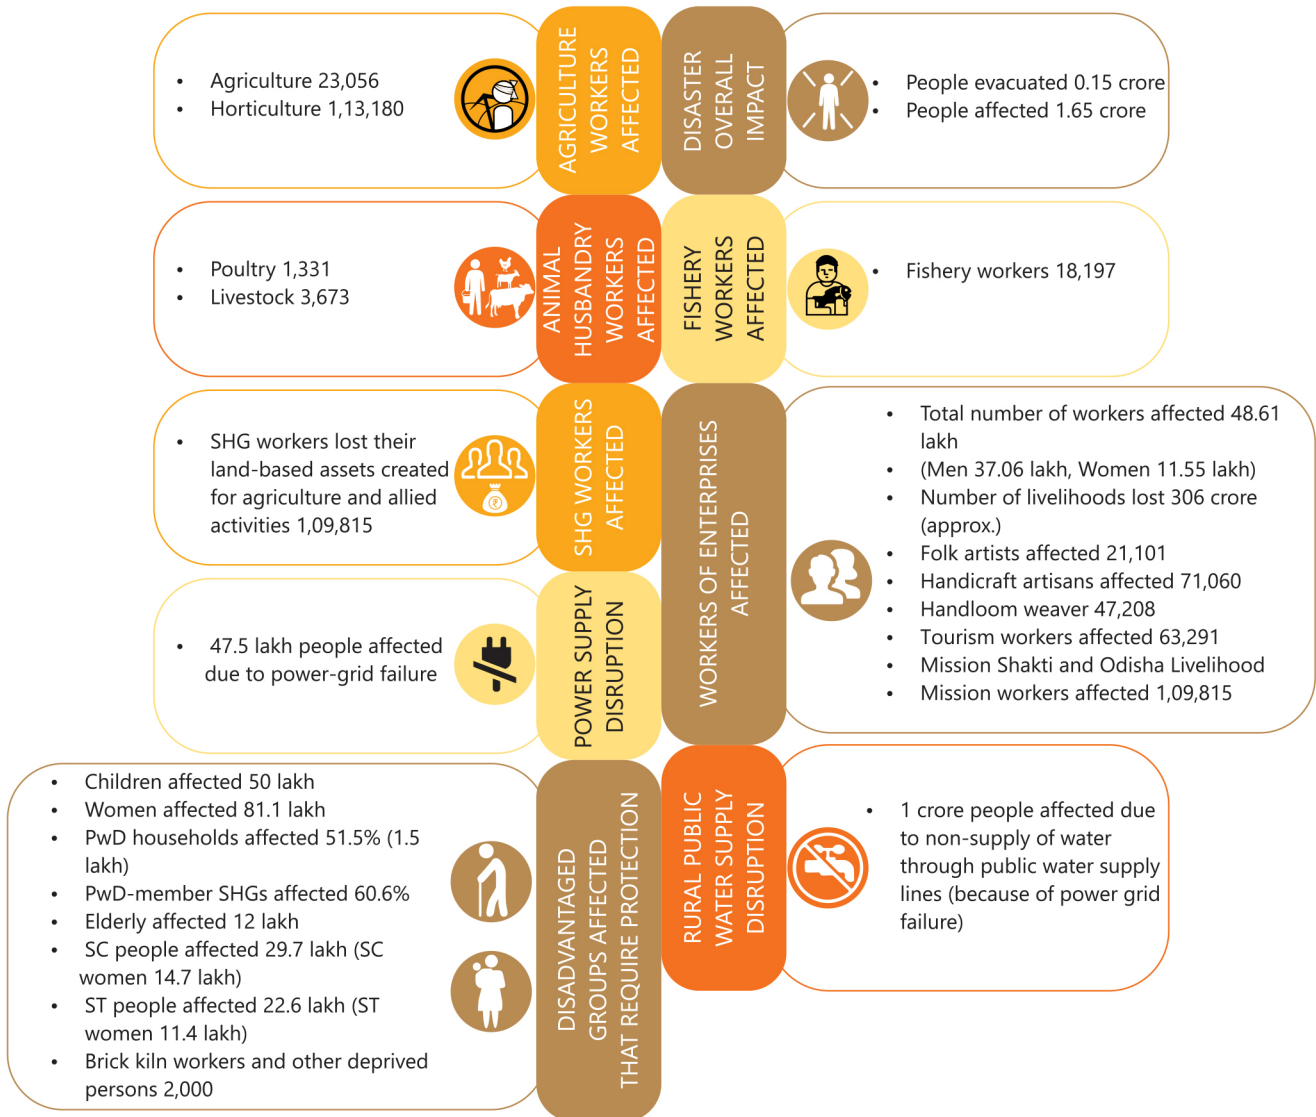 • Agriculture 23,056
• Horticulture 1,13,180
AGRICULTURE
WORKERS
AFFECTED
DISASTER
OVERALL
IMPACT
• People evacuated 0.15 crore
• People affected 1.65 crore
• Poultry 1,331
• Livestock 3,673
ANIMAL
HUSBANDRY
WORKERS
AFFECTED
FISHERY
WORKERS
AFFECTED
• Fishery workers 18,197
• SHG workers lost their
land-based assets created
for agriculture and allied
activities 1,09,815
SHG WORKERS
AFFECTED
WORKERS OF ENTERPRISES
AFFECTED
• Total number of workers affected 48.61
lakh
• (Men 37.06 lakh, Women 11.55 lakh)
• Number of livelihoods lost 306 crore
(approx.)
• Folk artists affected 21,101
• Handicraft artisans affected 71,060
• Handloom weaver 47,208
• Tourism workers affected 63,291
• Mission Shakti and Odisha Livelihood
• Mission workers affected 1,09,815
• 47.5 lakh people affected
due to power-grid failure
POWER SUPPLY
DISRUPTION
• Children affected 50 lakh
• Women affected 81.1 lakh
• PwD households affected 51.5% (1.5
lakh)
• PwD-member SHGs affected 60.6%
• Elderly affected 12 lakh
• SC people affected 29.7 lakh (SC
women 14.7 lakh)
• ST people affected 22.6 lakh (ST
women 11.4 lakh)
• Brick kiln workers and other deprived
persons 2,000
DISADVANTAGED
GROUPS AFFECTED
THAT REQUIRE PROTECTION
RURAL PUBLIC
WATER SUPPLY
DISRUPTION
• 1 crore people affected due
to non-supply of water
through public water supply
lines (because of power grid
failure)